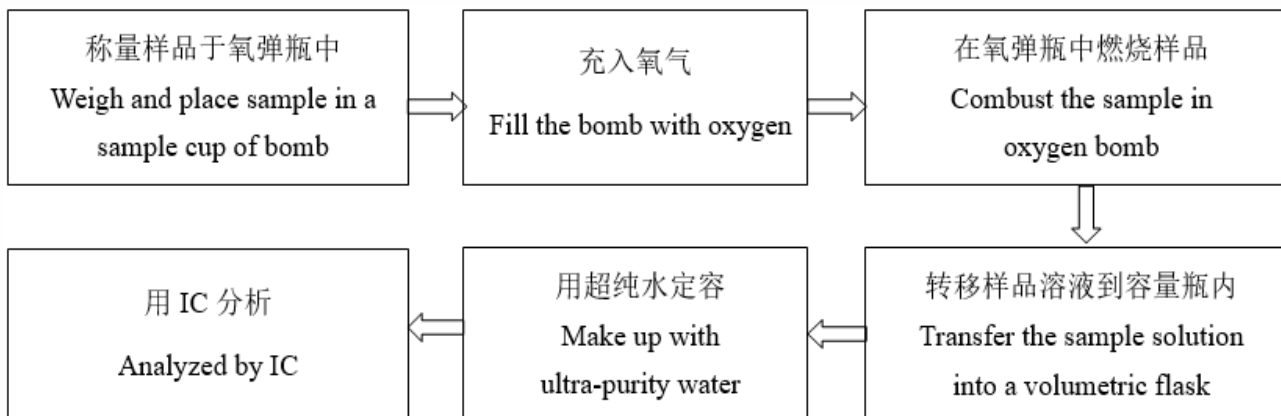 称量样品于氧弹瓶中
Weigh and place sample in a
sample cup of bomb
充入氧气
Fill the bomb with oxygen
在氧弹瓶中燃烧样品
Combust the sample in
oxygen bomb
转移样品溶液到容量瓶内
Transfer the sample solution
into a volumetric flask
用超纯水定容
Make up with
ultra-purity water
用 IC 分析
Analyzed by IC